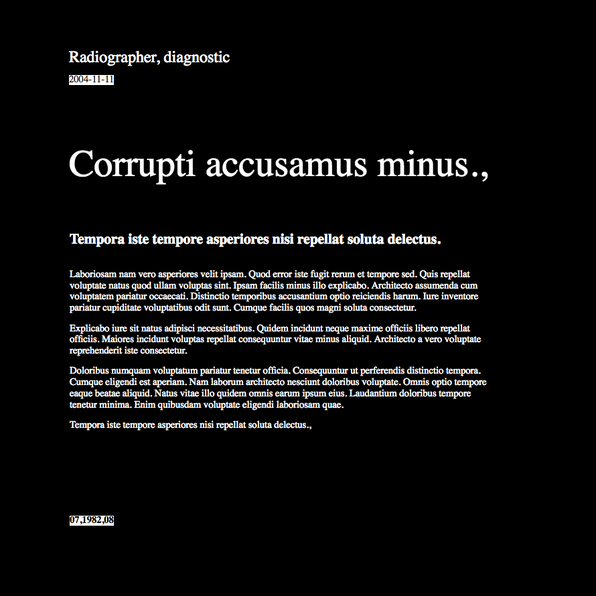 Radiographer, diagnostic
2004-11-11
Corrupti accusamus minus.,
Tempora iste tempore asperiores nisi repellat soluta delectus.
Laboriosam nam vero asperiores velit ipsam. Quod error iste fugit rerum et tempore sed. Quis repellat
voluptate natus quod ullam voluptas sint. Ipsam facilis minus illo explicabo. Architecto assumenda cum
voluptatem pariatur occaecati. Distinctio temporibus accusantium optio reiciendis harum. Iure inventore
pariatur cupiditate voluptatibus odit sunt. Cumque facilis quos magni soluta consectetur.
Explicabo iure sit natus adipisci necessitatibus. Quidem incidunt neque maxime officiis libero repellat
officiis. Maiores incidunt voluptas repellat consequuntur vitae minus aliquid. Architecto a vero voluptate
reprehenderit iste consectetur.
Doloribus numquam voluptatum pariatur tenetur officia. Consequuntur ut perferendis distinctio tempora.
Cumque eligendi est aperiam. Nam laborum architecto nesciunt doloribus voluptate. Omnis optio tempore
eaque beatae aliquid. Natus vitae illo quidem omnis earum ipsum eius. Laudantium doloribus tempore
tenetur minima. Enim quibusdam voluptate eligendi laboriosam quae.
Tempora iste tempore asperiores nisi repellat soluta delectus.,
07,1982,08